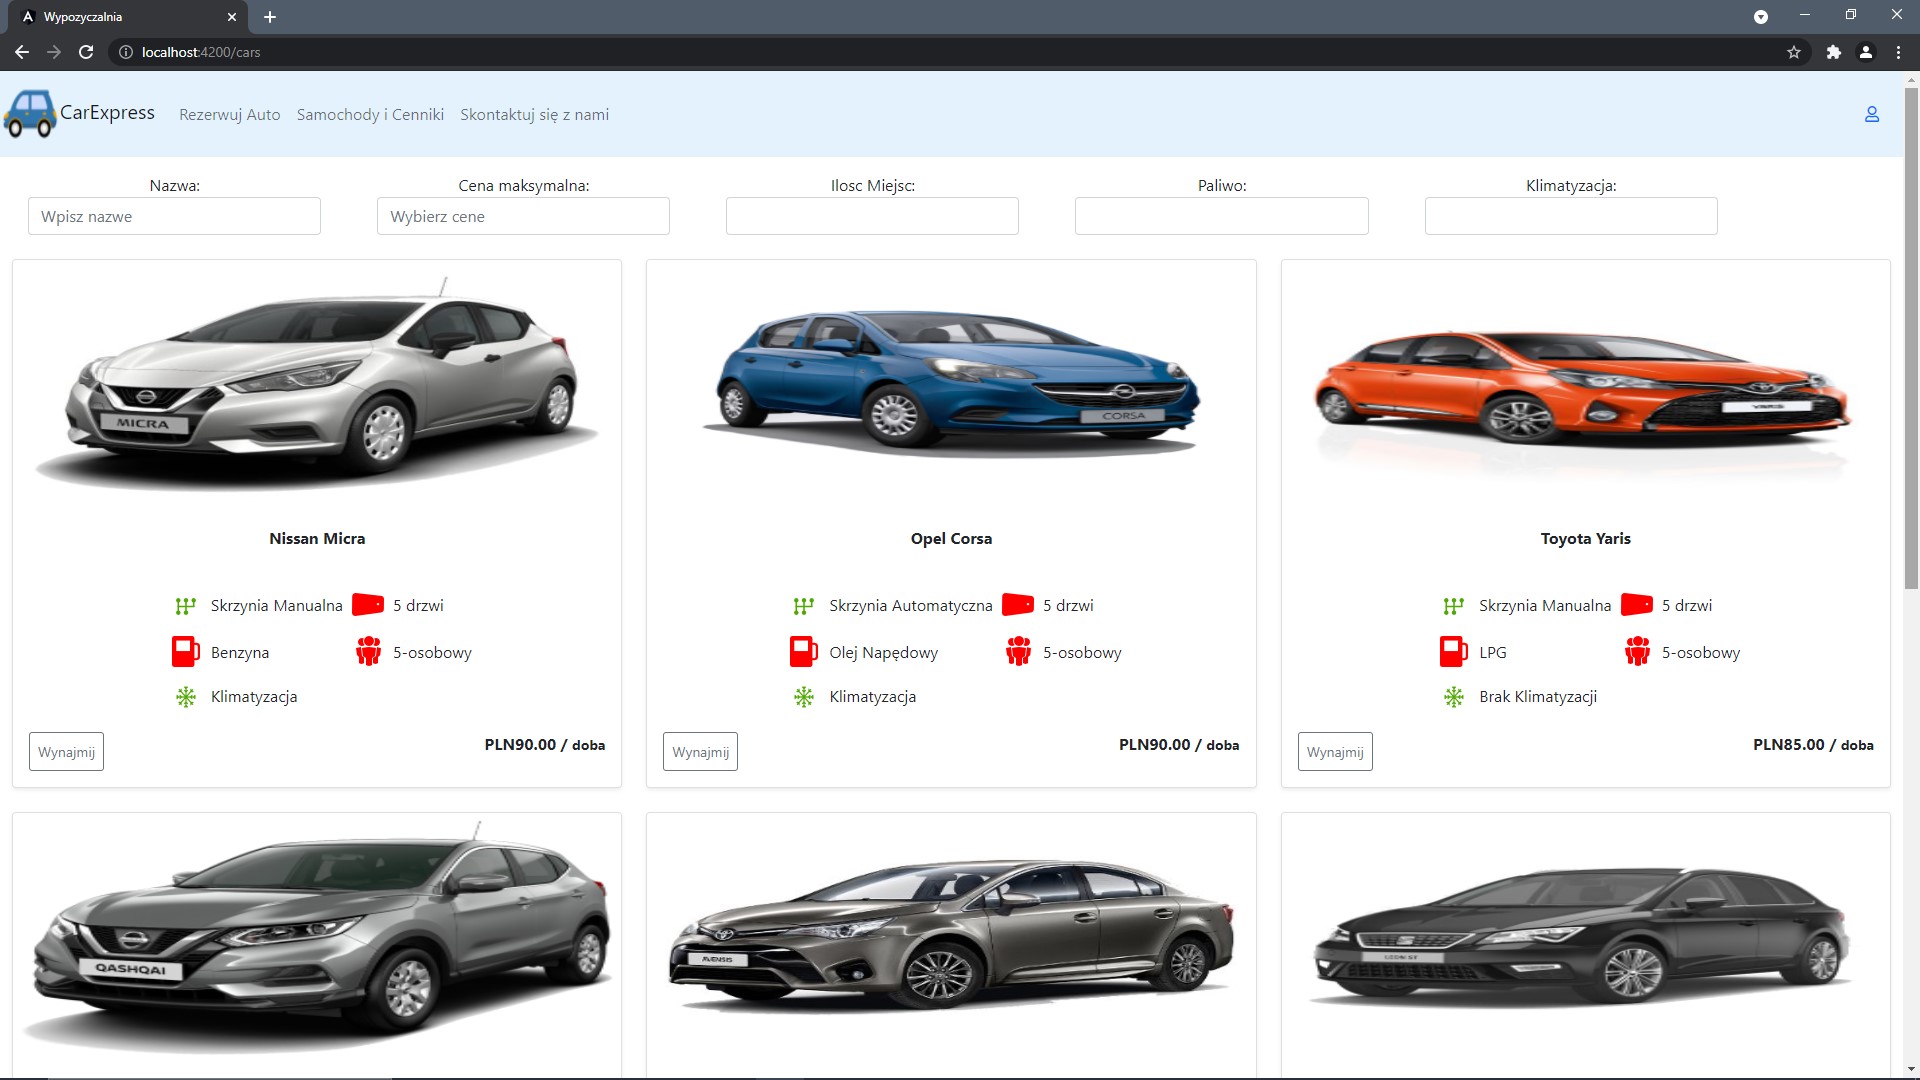 Wypozyczalnia
localhost:4200/cars
CarExpress Rezerwuj Auto Samochody i Cenniki Skontaktuj się z nami
Nazwa: Cena maksymalna: Ilosc Miejsc: Paliwo: Klimatyzacja:
Wpisz nazwe Wybierz cene
MICRA
CORSA
YARIS
Nissan Micra
Skrzynia Manualna 5 drzwi
Benzyna 5-osobowy
Klimatyzacja
Wynajmij PLN90.00 / doba
Opel Corsa
Skrzynia Automatyczna 5 drzwi
Olej Napędowy 5-osobowy
Klimatyzacja
Wynajmij PLN90.00 / doba
Toyota Yaris
Skrzynia Manualna 5 drzwi
LPG 5-osobowy
Brak Klimatyzacji
Wynajmij PLN85.00 / doba
QASHQAI
AVENSIS
LEON ST